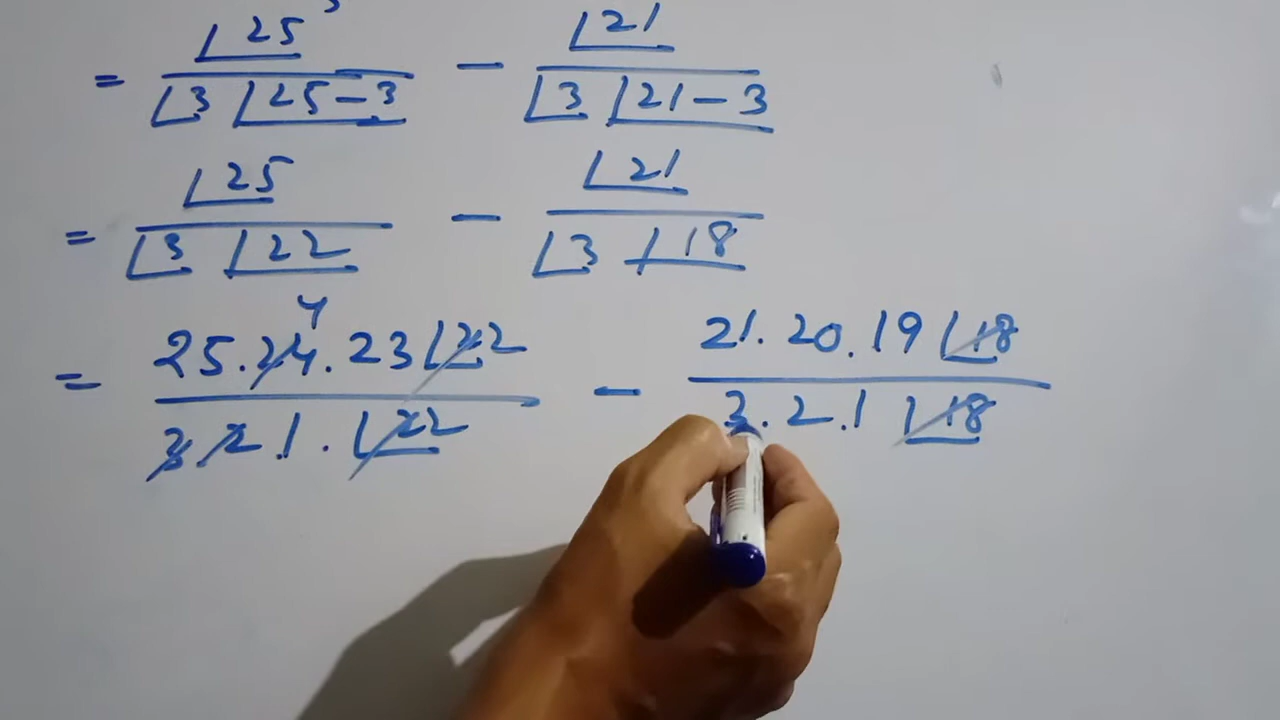 3
= ⌊25 / ⌊3 ⌊25-3 - ⌊21 / ⌊3 ⌊21-3
= ⌊25 / ⌊3 ⌊22 - ⌊21 / ⌊3 ⌊18
4
= 25.24.23⌊22 / 3 2 1 . ⌊22 - 21.20.19⌊18 / 3.2.1 ⌊18